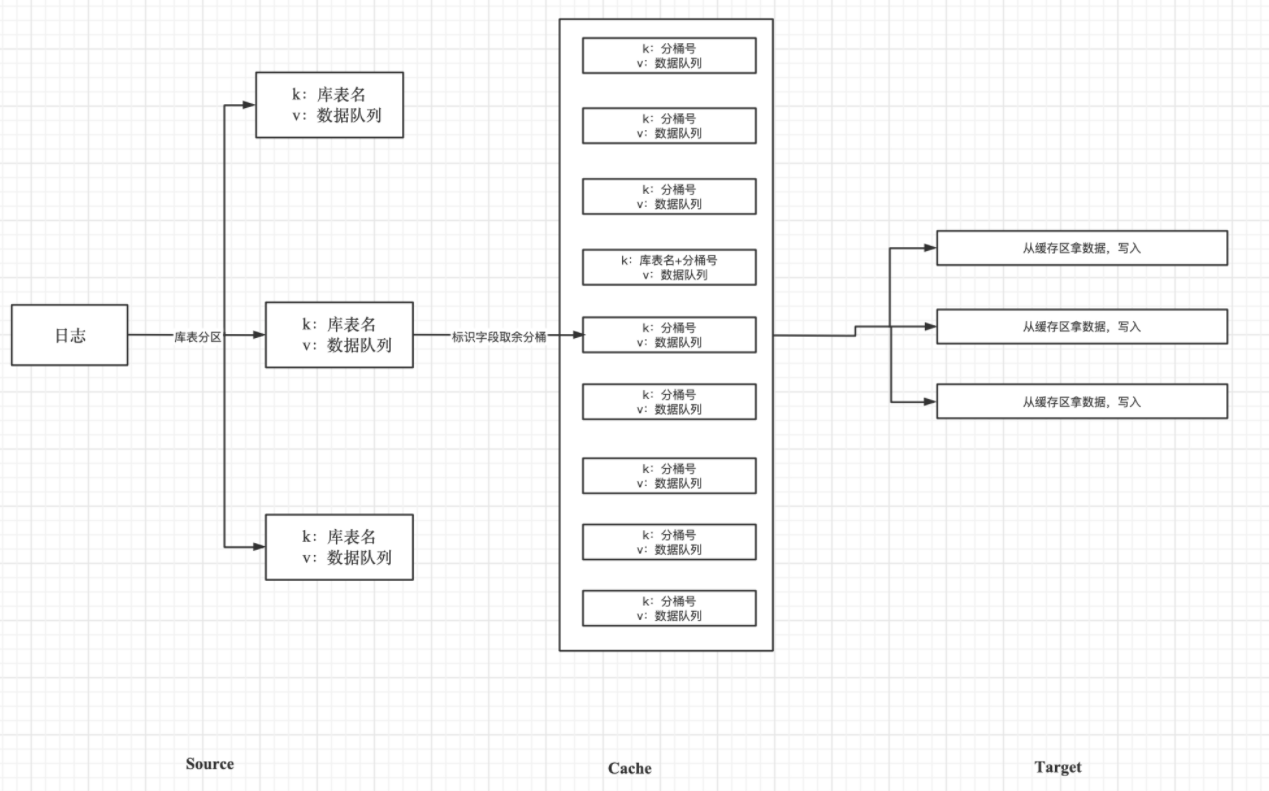 日志
库表分区
k：库表名
v：数据队列
k：库表名
v：数据队列
k：库表名
v：数据队列
标识字段取余分桶
k：分桶号
v：数据队列
k：分桶号
v：数据队列
k：分桶号
v：数据队列
k：库表名+分桶号
v：数据队列
k：分桶号
v：数据队列
k：分桶号
v：数据队列
k：分桶号
v：数据队列
k：分桶号
v：数据队列
k：分桶号
v：数据队列
从缓存区拿数据，写入
从缓存区拿数据，写入
从缓存区拿数据，写入
Source
Cache
Target